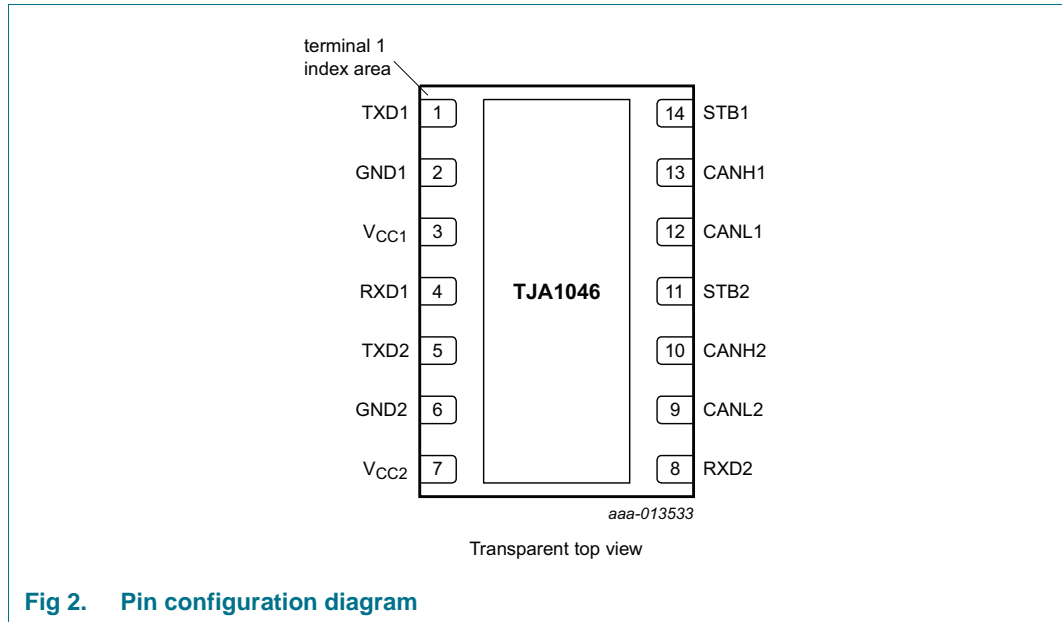 terminal 1
index area
TXD1 1 14 STB1
GND1 2 13 CANH1
VCC1 3 12 CANL1
RXD1 4 TJA1046 11 STB2
TXD2 5 10 CANH2
GND2 6 9 CANL2
VCC2 7 8 RXD2
aaa-013533
Transparent top view
Fig 2. Pin configuration diagram